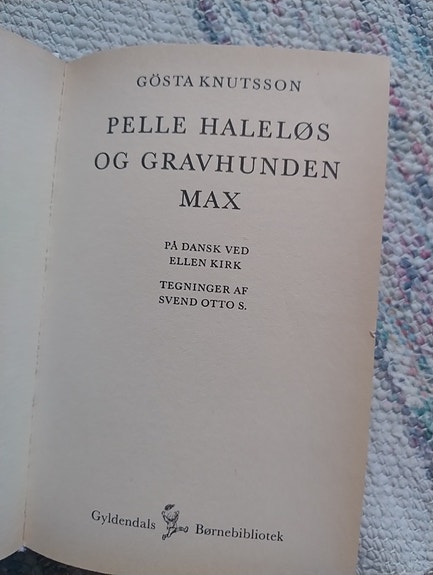 GÖSTA KNUTSSON
PELLE HALELØS
OG GRAVHUNDEN
MAX
PÅ DANSK VED
ELLEN KIRK
TEGNINGER AF
SVEND OTTO S.
Gyldendals Børnebibliotek